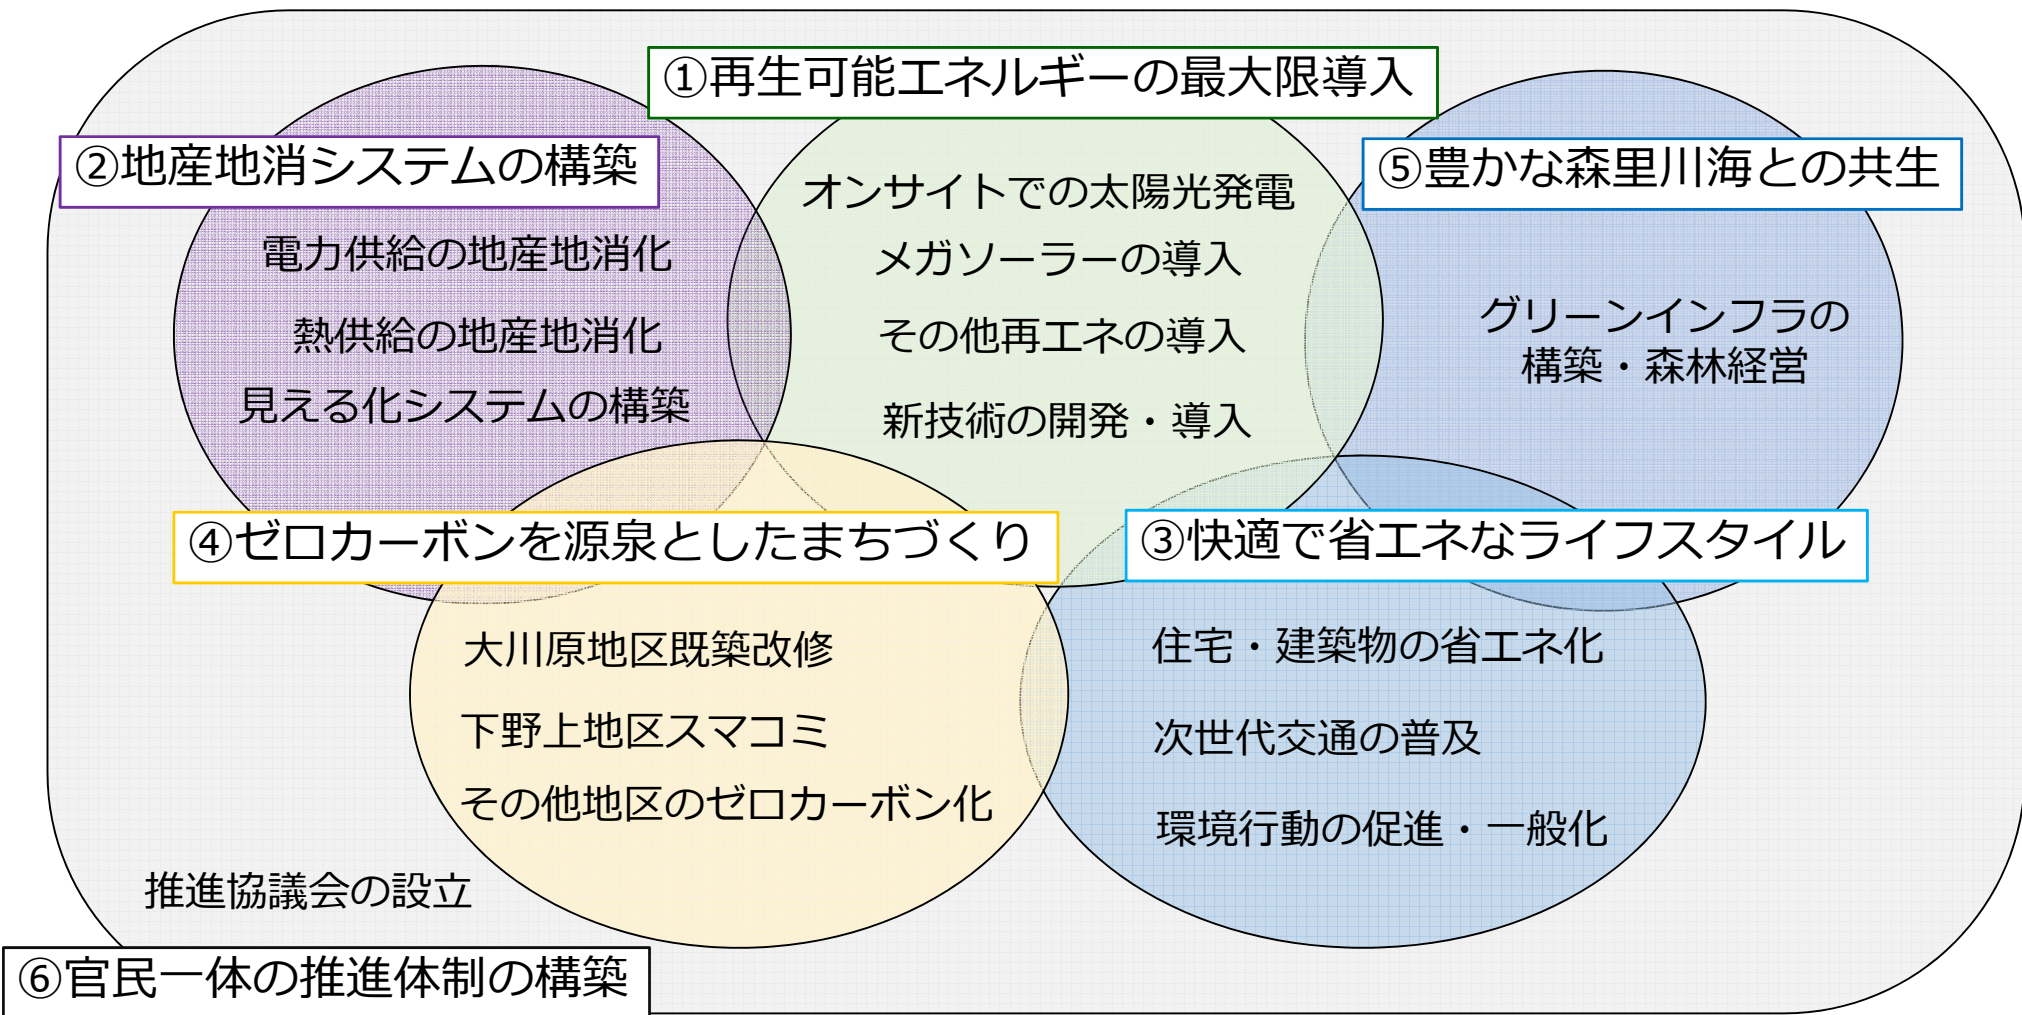 ①再生可能エネルギーの最大限導入
オンサイトでの太陽光発電
メガソーラーの導入
その他再エネの導入
新技術の開発・導入
②地産地消システムの構築
電力供給の地産地消化
熱供給の地産地消化
見える化システムの構築
⑤豊かな森里川海との共生
グリーンインフラの
構築・森林経営
④ゼロカーボンを源泉としたまちづくり
大川原地区既築改修
下野上地区スマコミ
その他地区のゼロカーボン化
③快適で省エネなライフスタイル
住宅・建築物の省エネ化
次世代交通の普及
環境行動の促進・一般化
推進協議会の設立
⑥官民一体の推進体制の構築